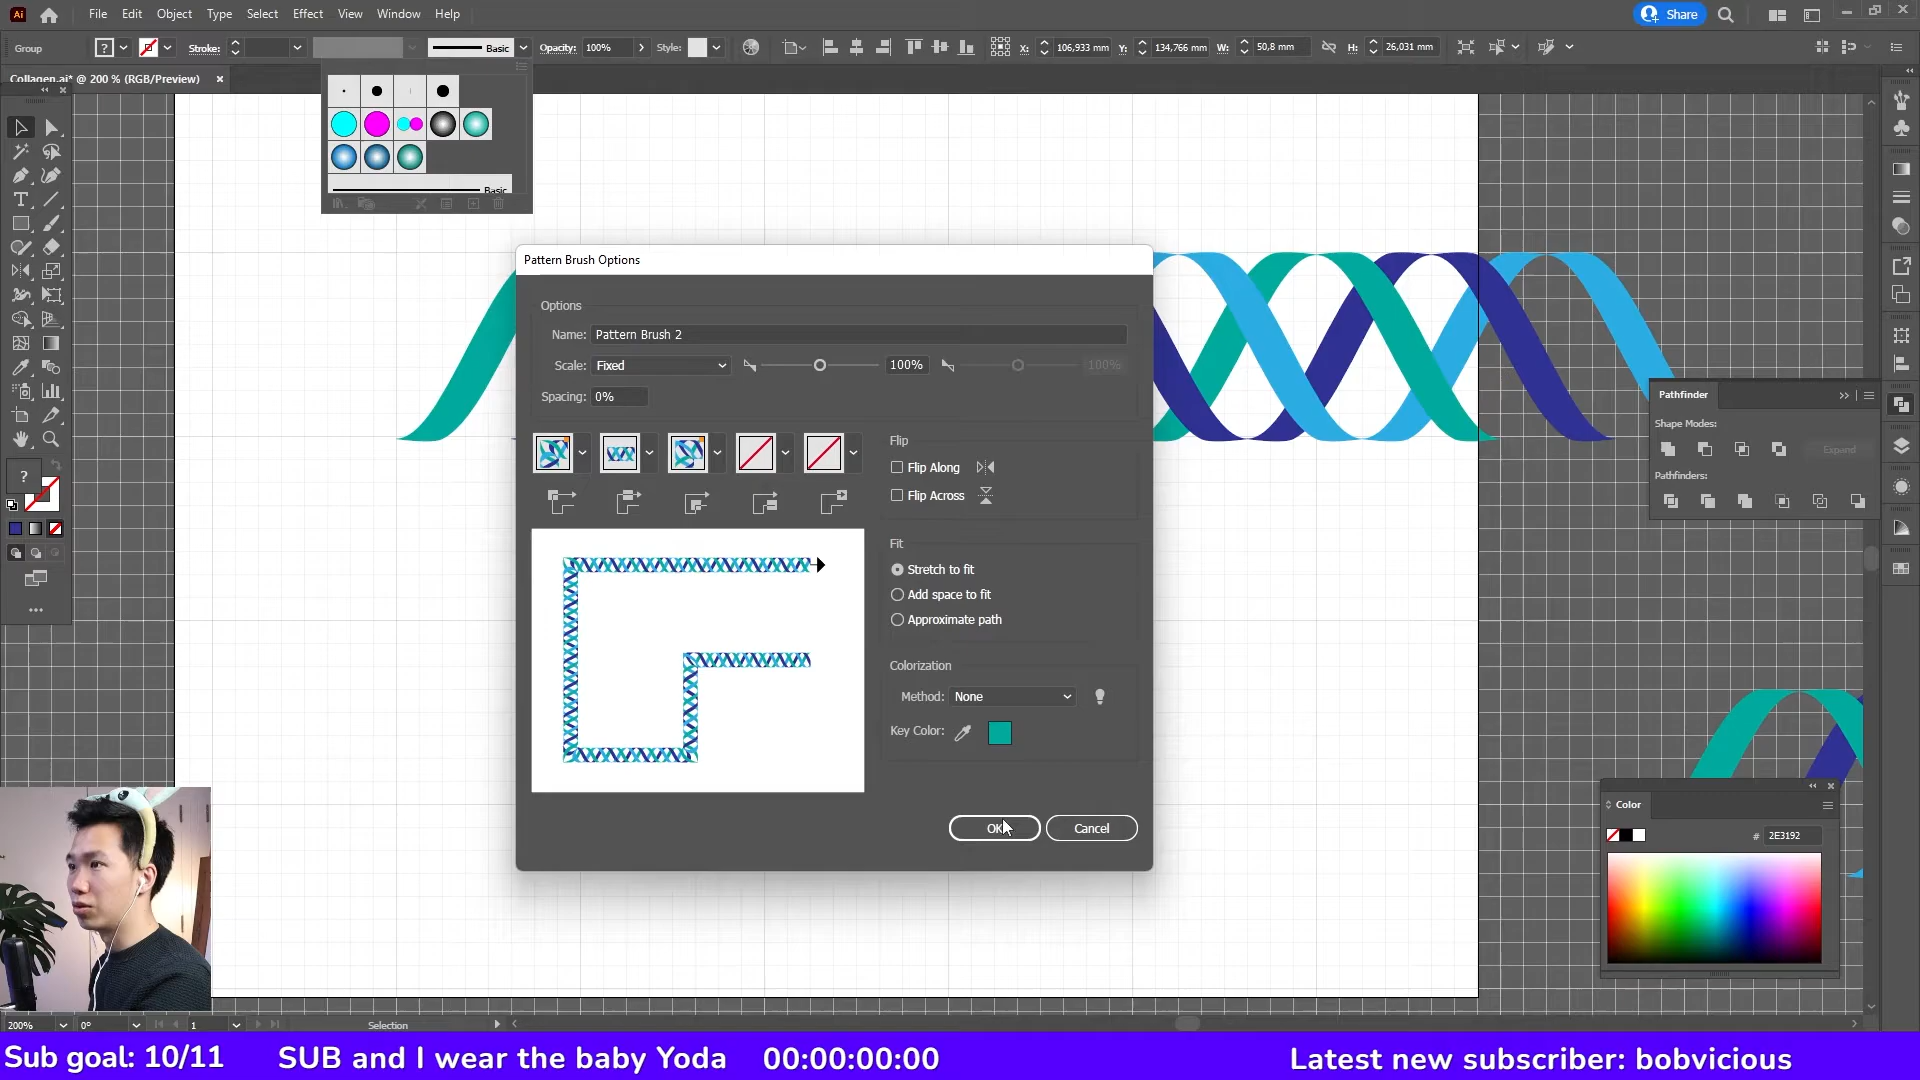 Ai File Edit Object Type Select Effect View Window Help Share
Group ? Stroke: Basic Opacity: 100% Style: X: 106,933 mm Y: 134,766 mm W: 50,8 mm H: 26,031 mm
Collagen.ai* @ 200 % (RGB/Preview) ×
Basic
Pattern Brush Options
Options
Name: Pattern Brush 2
Scale: Fixed 100% 100%
Spacing: 0%
Flip
Flip Along
Flip Across
Fit
Stretch to fit
Add space to fit
Approximate path
Colorization
Method: None
Key Color:
OK Cancel
Pathfinder
Shape Modes:
Expand
Pathfinders:
Color
# 2E3192
?
200% 0° 1 Selection
Sub goal: 10/11 SUB and I wear the baby Yoda 00:00:00:00 Latest new subscriber: bobvicious